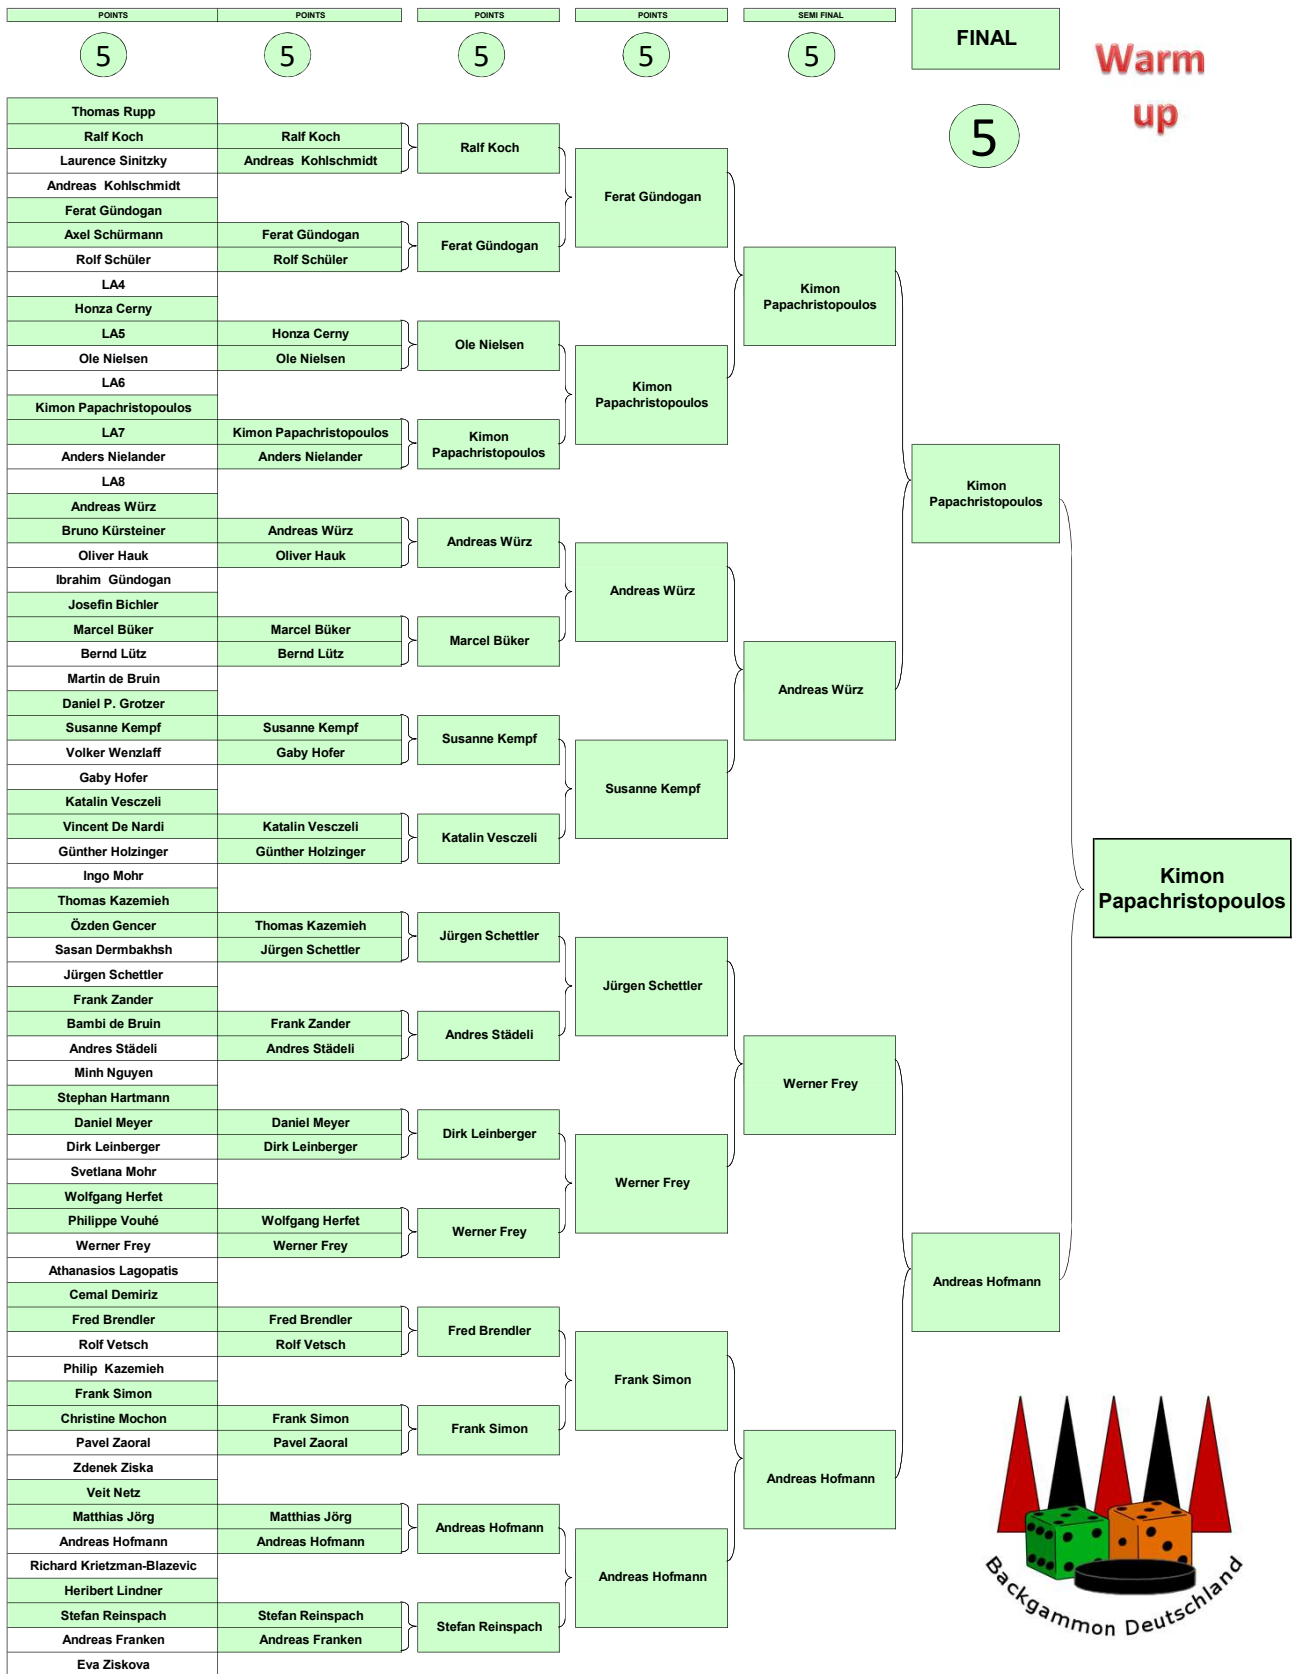 POINTS
POINTS
POINTS
POINTS
SEMI FINAL
FINAL
Warm
up
5
5
5
5
5
5
Thomas Rupp
Ralf Koch
Laurence Sinitzky
Andreas Kohlschmidt
Ferat Gündogan
Axel Schürmann
Rolf Schüler
LA4
Honza Cerny
LA5
Ole Nielsen
LA6
Kimon Papachristopoulos
LA7
Anders Nielander
LA8
Andreas Würz
Bruno Kürsteiner
Oliver Hauk
Ibrahim Gündogan
Josefin Bichler
Marcel Büker
Bernd Lütz
Martin de Bruin
Daniel P. Grotzer
Susanne Kempf
Volker Wenzlaff
Gaby Hofer
Katalin Vesczeli
Vincent De Nardi
Günther Holzinger
Ingo Mohr
Thomas Kazemieh
Özden Gencer
Sasan Dermbakhsh
Jürgen Schettler
Frank Zander
Bambi de Bruin
Andres Städeli
Minh Nguyen
Stephan Hartmann
Daniel Meyer
Dirk Leinberger
Svetlana Mohr
Wolfgang Herfet
Philippe Vouhé
Werner Frey
Athanasios Lagopatis
Cemal Demiriz
Fred Brendler
Rolf Vetsch
Philip Kazemieh
Frank Simon
Christine Mochon
Pavel Zaoral
Zdenek Ziska
Veit Netz
Matthias Jörg
Andreas Hofmann
Richard Krietzman-Blazevic
Heribert Lindner
Stefan Reinspach
Andreas Franken
Eva Ziskova
Ralf Koch
Andreas Kohlschmidt
Ferat Gündogan
Rolf Schüler
Honza Cerny
Ole Nielsen
Kimon Papachristopoulos
Anders Nielander
Andreas Würz
Oliver Hauk
Marcel Büker
Bernd Lütz
Susanne Kempf
Gaby Hofer
Katalin Vesczeli
Günther Holzinger
Thomas Kazemieh
Jürgen Schettler
Frank Zander
Andres Städeli
Daniel Meyer
Dirk Leinberger
Wolfgang Herfet
Werner Frey
Fred Brendler
Rolf Vetsch
Frank Simon
Pavel Zaoral
Matthias Jörg
Andreas Hofmann
Stefan Reinspach
Andreas Franken
Ralf Koch
Ferat Gündogan
Ole Nielsen
Kimon
Papachristopoulos
Andreas Würz
Marcel Büker
Susanne Kempf
Katalin Vesczeli
Jürgen Schettler
Andres Städeli
Dirk Leinberger
Werner Frey
Fred Brendler
Frank Simon
Andreas Hofmann
Stefan Reinspach
Ferat Gündogan
Kimon
Papachristopoulos
Andreas Würz
Susanne Kempf
Jürgen Schettler
Werner Frey
Frank Simon
Andreas Hofmann
Kimon
Papachristopoulos
Andreas Würz
Werner Frey
Andreas Hofmann
Kimon
Papachristopoulos
Andreas Hofmann
Kimon
Papachristopoulos
Backgammon Deutschland